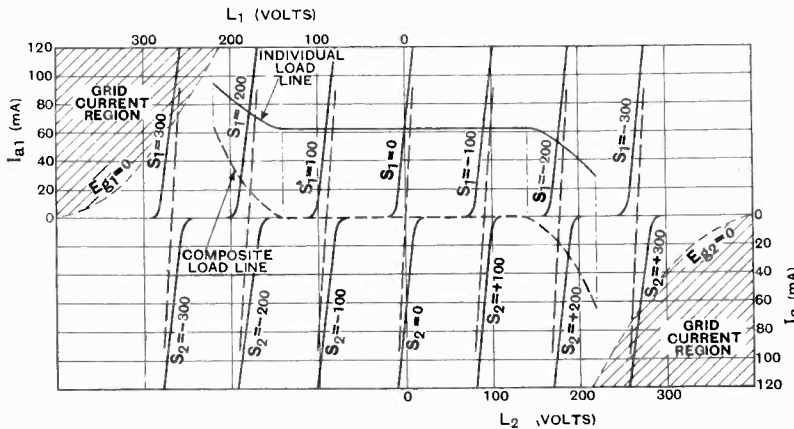 L1 (VOLTS)
300 200 180 100 0
120
100
80
60
40
20
0
Ia1 (mA)
GRID
CURRENT
REGION
Eg1=0
INDIVIDUAL
LOAD
LINE
COMPOSITE
LOAD LINE
S1=300
S1=200
S1=100
S1=0
S1=-100
S1=-200
S1=-300
S2=-300
S2=-200
S2=-100
S2=0
S2=+100
S2=+200
S2=+300
Eg2=0
GRID
CURRENT
REGION
0
20
40
60
80
100
120
(mA)
0 100 200 300
L2 (VOLTS)